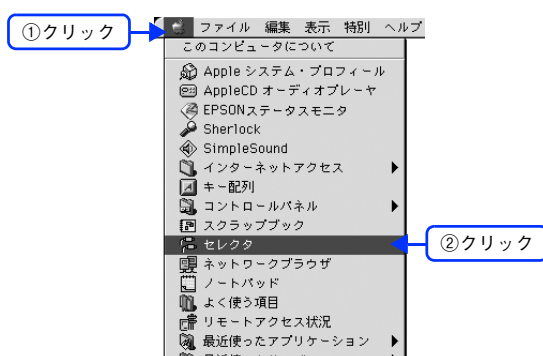 ①クリック
ファイル 編集 表示 特別 ヘルプ
このコンピュータについて
Apple システム・プロフィール
AppleCD オーディオプレーヤ
EPSONステータスモニタ
Sherlock
SimpleSound
インターネットアクセス
キー配列
コントロールパネル
スクラップブック
セレクタ
②クリック
ネットワークブラウザ
ノートパッド
よく使う項目
リモートアクセス状況
最近使ったアプリケーション